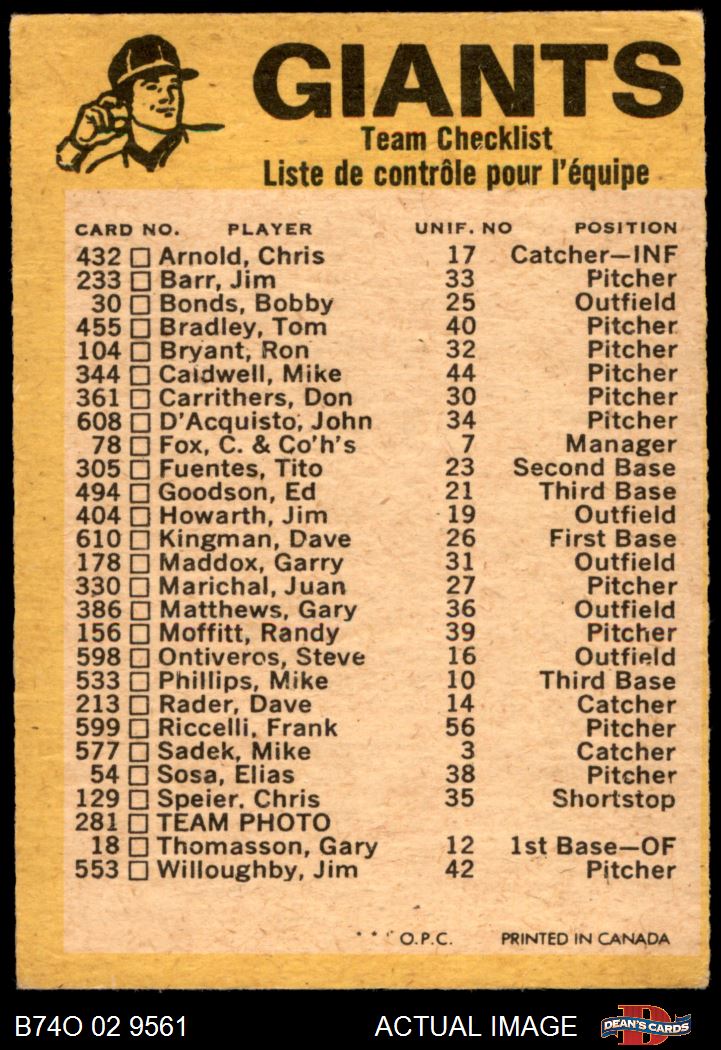 GIANTS
Team Checklist
Liste de contrôle pour l'équipe
CARD NO. PLAYER UNIF. NO POSITION
432 □ Arnold, Chris 17 Catcher—INF
233 □ Barr, Jim 33 Pitcher
30 □ Bonds, Bobby 25 Outfield
455 □ Bradley, Tom 40 Pitcher
104 □ Bryant, Ron 32 Pitcher
344 □ Caldwell, Mike 44 Pitcher
361 □ Carrithers, Don 30 Pitcher
608 □ D'Acquisto, John 34 Pitcher
78 □ Fox, C. & Co'h's 7 Manager
305 □ Fuentes, Tito 23 Second Base
494 □ Goodson, Ed 21 Third Base
404 □ Howarth, Jim 19 Outfield
610 □ Kingman, Dave 26 First Base
178 □ Maddox, Garry 31 Outfield
330 □ Marichal, Juan 27 Pitcher
386 □ Matthews, Gary 36 Outfield
156 □ Moffitt, Randy 39 Pitcher
598 □ Ontiveros, Steve 16 Outfield
533 □ Phillips, Mike 10 Third Base
213 □ Rader, Dave 14 Catcher
599 □ Riccelli, Frank 56 Pitcher
577 □ Sadek, Mike 3 Catcher
54 □ Sosa, Elias 38 Pitcher
129 □ Speier. Chris 35 Shortstop
281 □ TEAM PHOTO
18 □ Thomasson, Gary 12 1st Base—OF
553 □ Willoughby, Jim 42 Pitcher
* * * O.P.C. PRINTED IN CANADA
B74O 02 9561 ACTUAL IMAGE DEAN'S CARDS